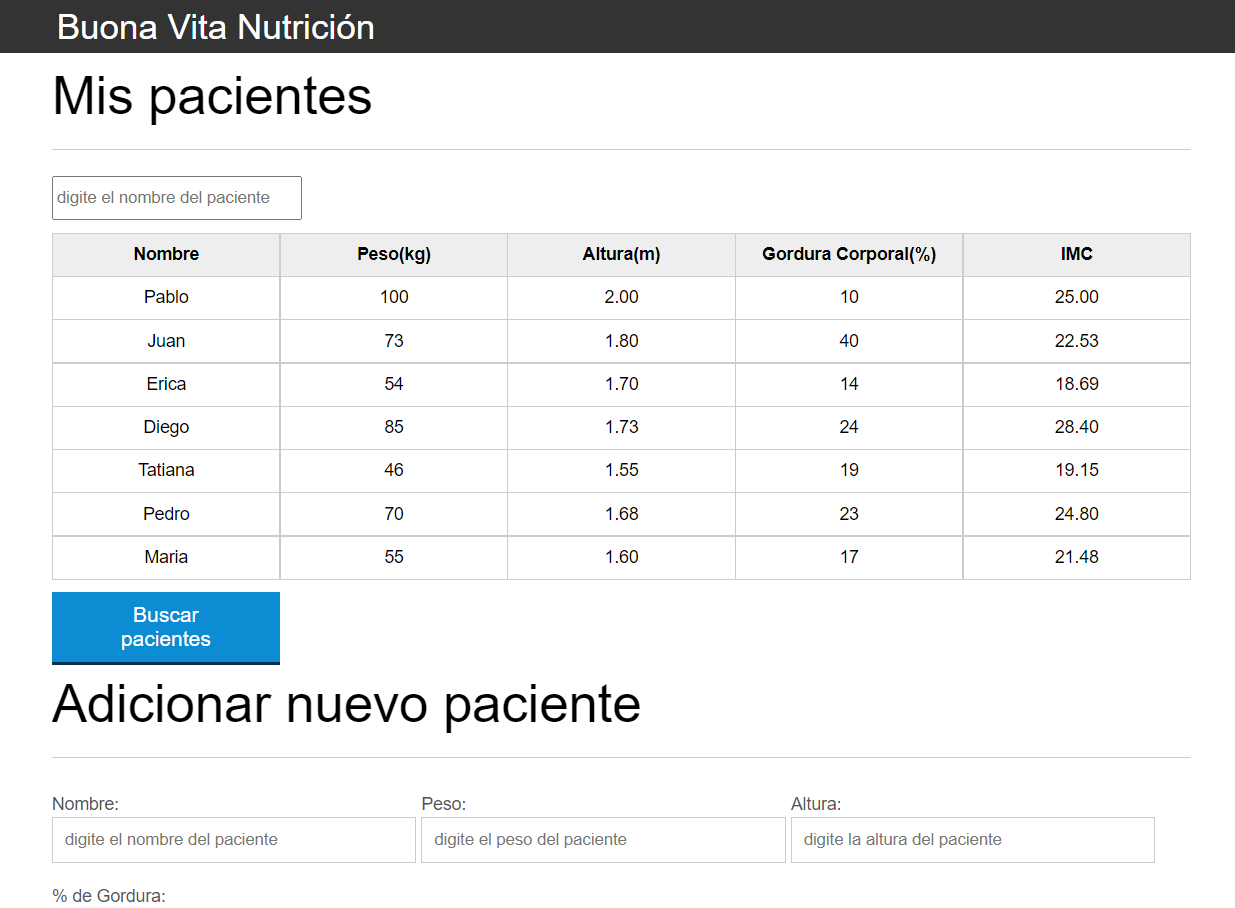 Buona Vita Nutrición
Mis pacientes
digite el nombre del paciente
Nombre Peso(kg) Altura(m) Gordura Corporal(%) IMC
Pablo 100 2.00 10 25.00
Juan 73 1.80 40 22.53
Erica 54 1.70 14 18.69
Diego 85 1.73 24 28.40
Tatiana 46 1.55 19 19.15
Pedro 70 1.68 23 24.80
Maria 55 1.60 17 21.48
Buscar
pacientes
Adicionar nuevo paciente
Nombre: Peso: Altura:
digite el nombre del paciente digite el peso del paciente digite la altura del paciente
% de Gordura: